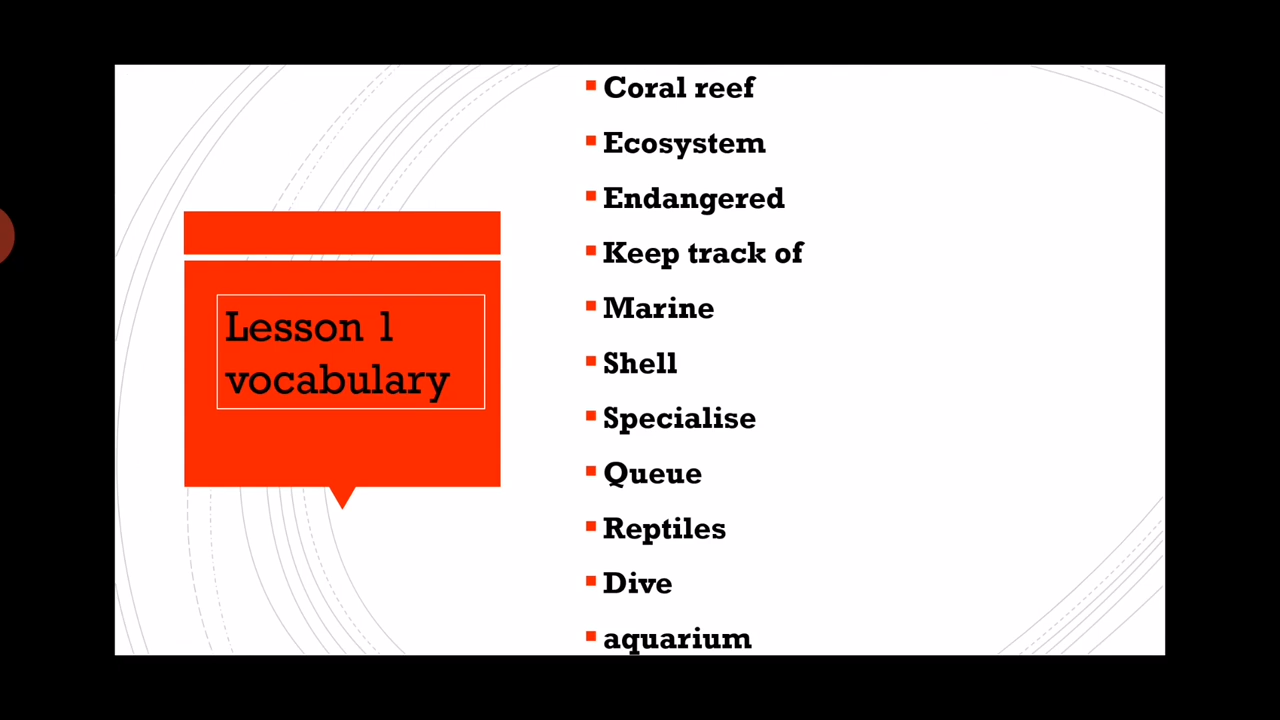 Lesson 1
vocabulary
Coral reef
Ecosystem
Endangered
Keep track of
Marine
Shell
Specialise
Queue
Reptiles
Dive
aquarium